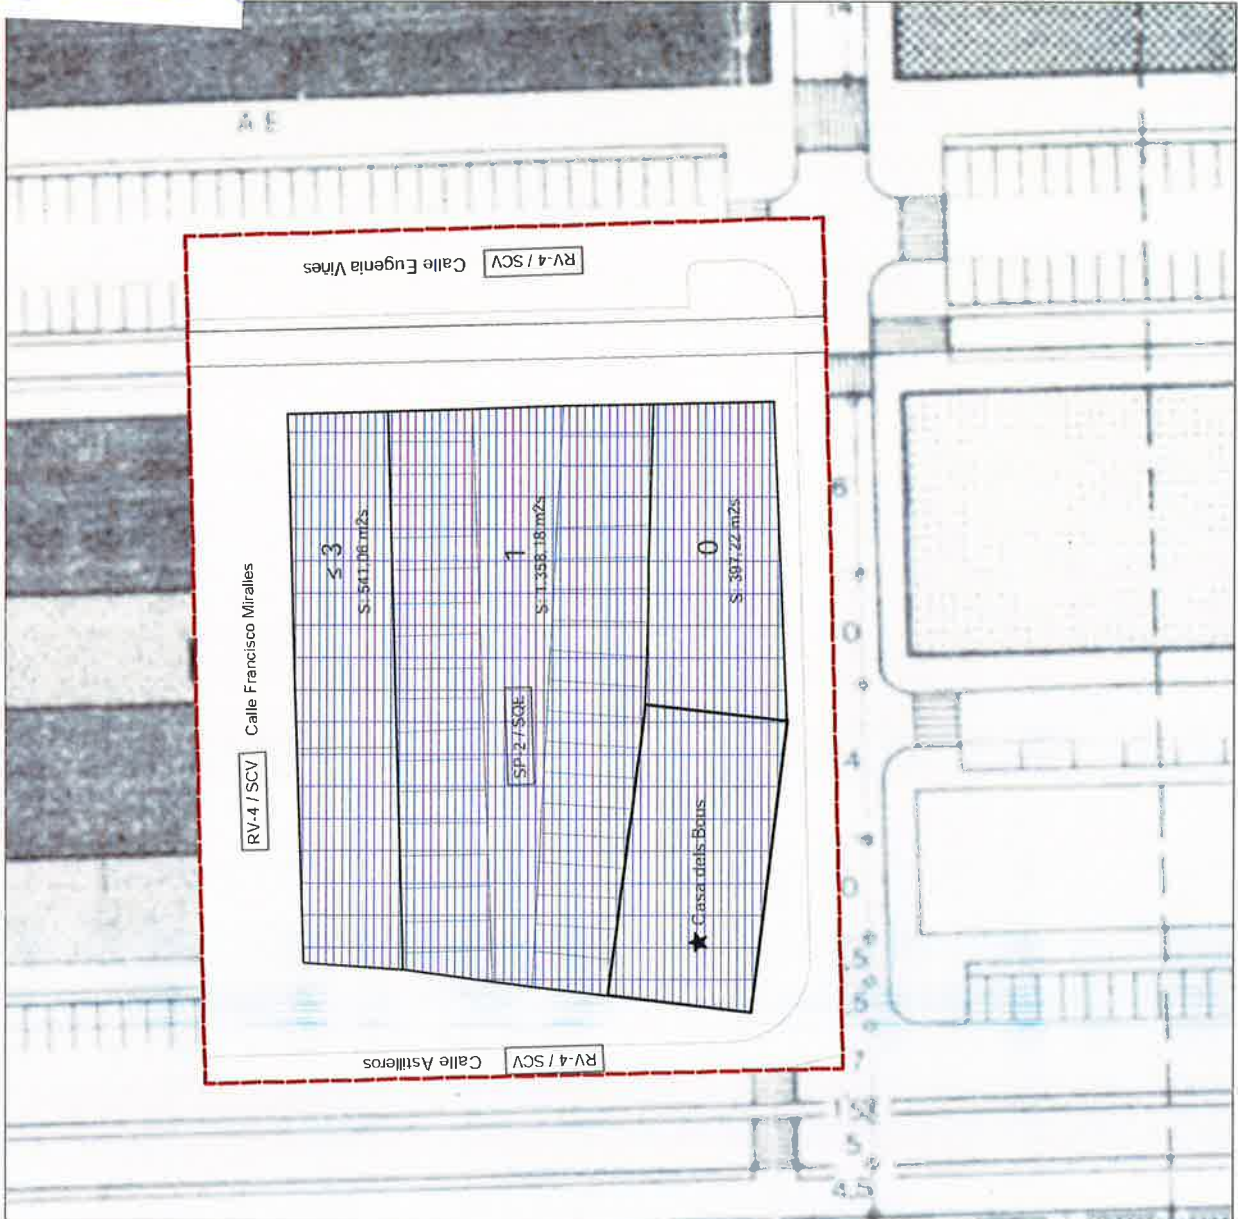 A E
Calle Eugenia Viñes
RV-4 / SCV
Calle Francisco Miralles
RV-4 / SCV
≤ 3
S: 541,06 m2s
1
S: 1.358,18 m2s
0
S: 397,22 m2s
SP-2 / SQE
★ Casa dels Bous
Calle Astilleros
RV-4 / SCV